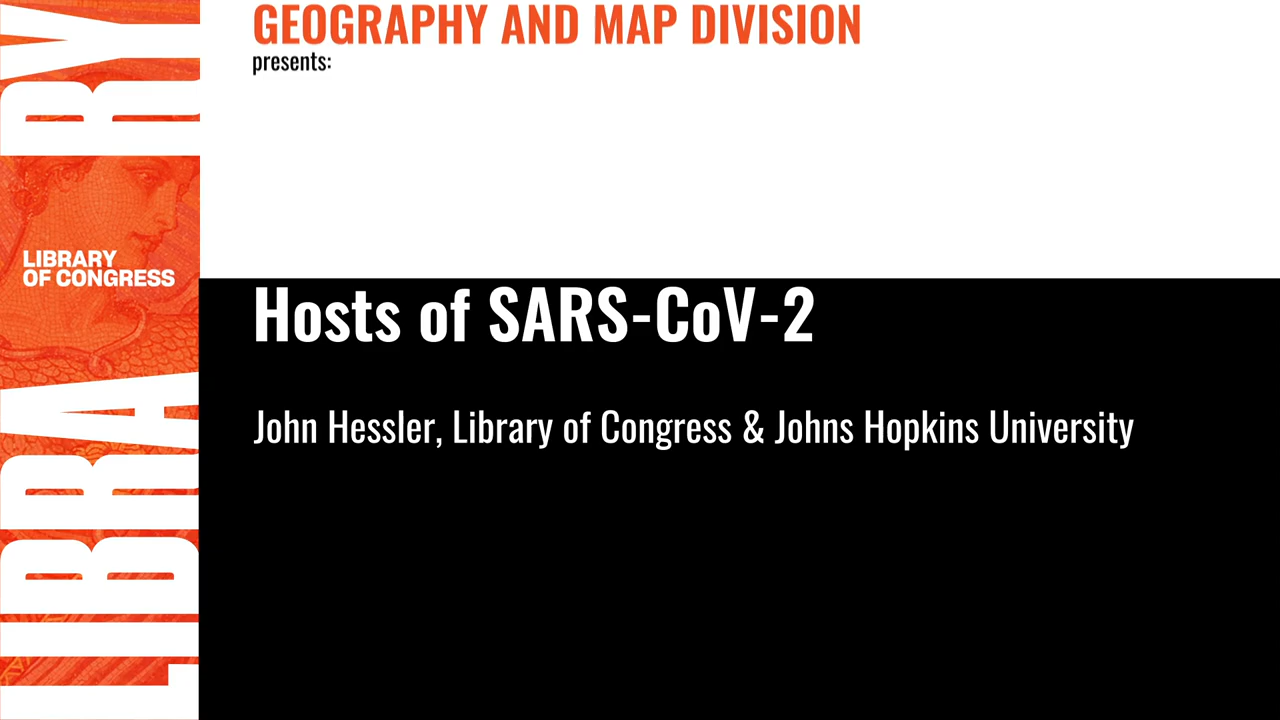 GEOGRAPHY AND MAP DIVISION
presents:
LIBRARY
LIBRARY
OF CONGRESS
Hosts of SARS-CoV-2
John Hessler, Library of Congress & Johns Hopkins University